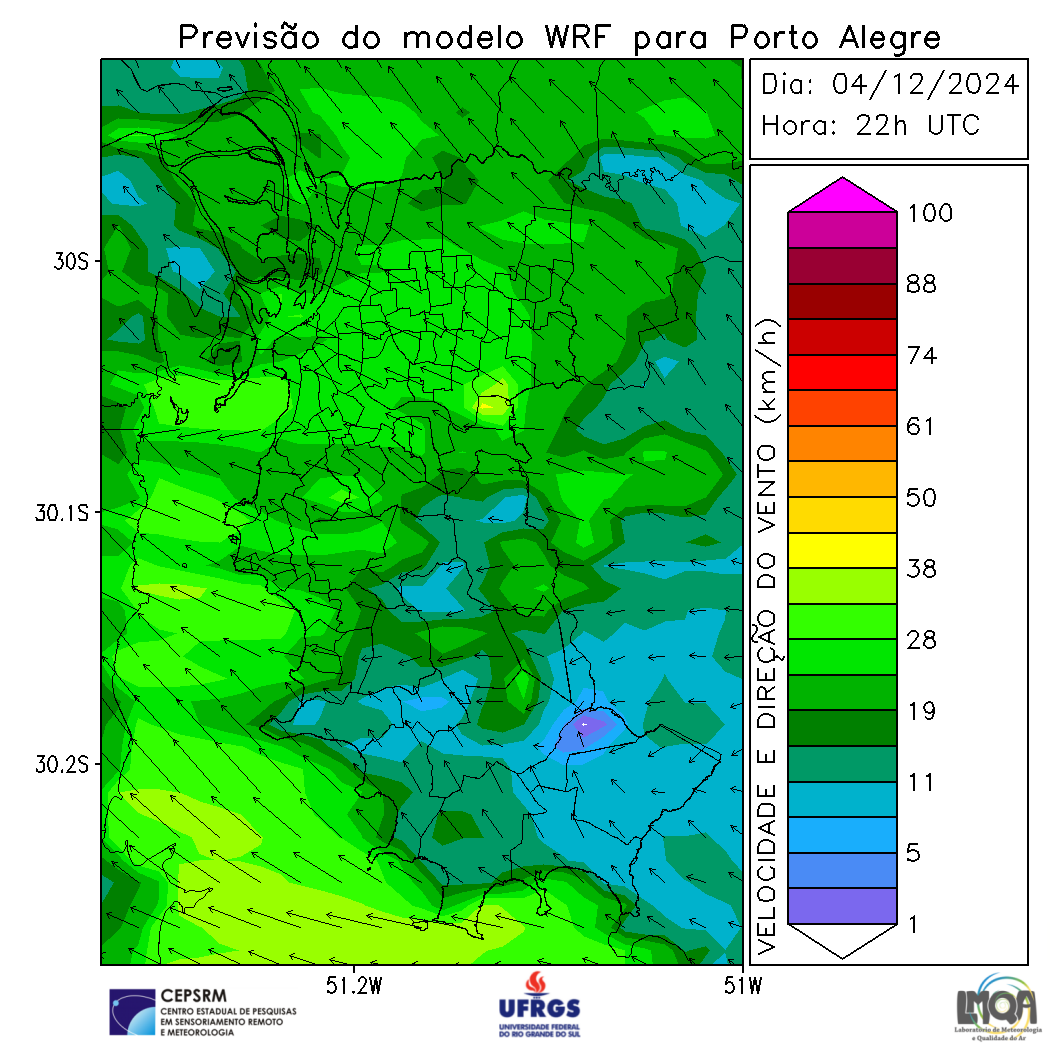 Previsão do modelo WRF para Porto Alegre
Dia: 04/12/2024
Hora: 22h UTC
30S
30.1S
30.2S
51.2W
51W
VELOCIDADE E DIREÇÃO DO VENTO (km/h)
100
88
74
61
50
38
28
19
11
5
1
CEPSRM
CENTRO ESTADUAL DE PESQUISAS
EM SENSORIAMENTO REMOTO
E METEOROLOGIA
UFRGS
UNIVERSIDADE FEDERAL
DO RIO GRANDE DO SUL
LMQA
Laboratório de Meteorologia
e Qualidade do Ar